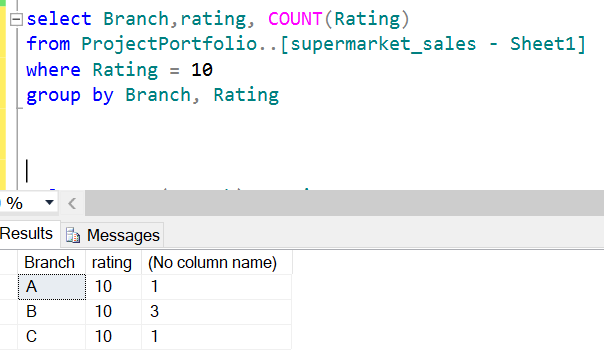 select Branch,rating, COUNT(Rating)
from ProjectPortfolio..[supermarket_sales - Sheet1]
where Rating = 10
group by Branch, Rating
%
Results Messages
Branch rating (No column name)
A 10 1
B 10 3
C 10 1